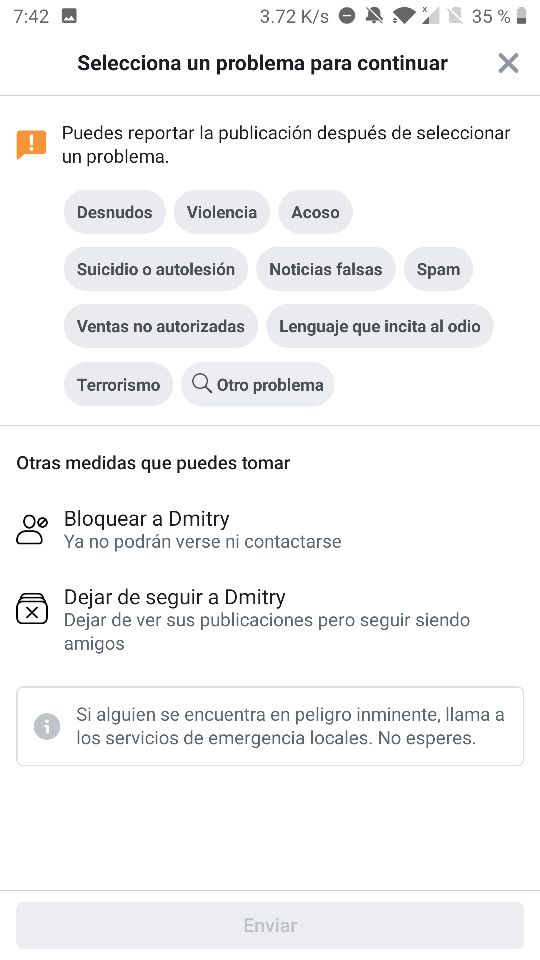 7:42 3.72 K/s 35 %
Selecciona un problema para continuar
Puedes reportar la publicación después de seleccionar
un problema.
Desnudos Violencia Acoso
Suicidio o autolesión Noticias falsas Spam
Ventas no autorizadas Lenguaje que incita al odio
Terrorismo Otro problema
Otras medidas que puedes tomar
Bloquear a Dmitry
Ya no podrán verse ni contactarse
Dejar de seguir a Dmitry
Dejar de ver sus publicaciones pero seguir siendo
amigos
Si alguien se encuentra en peligro inminente, llama a
los servicios de emergencia locales. No esperes.
Enviar